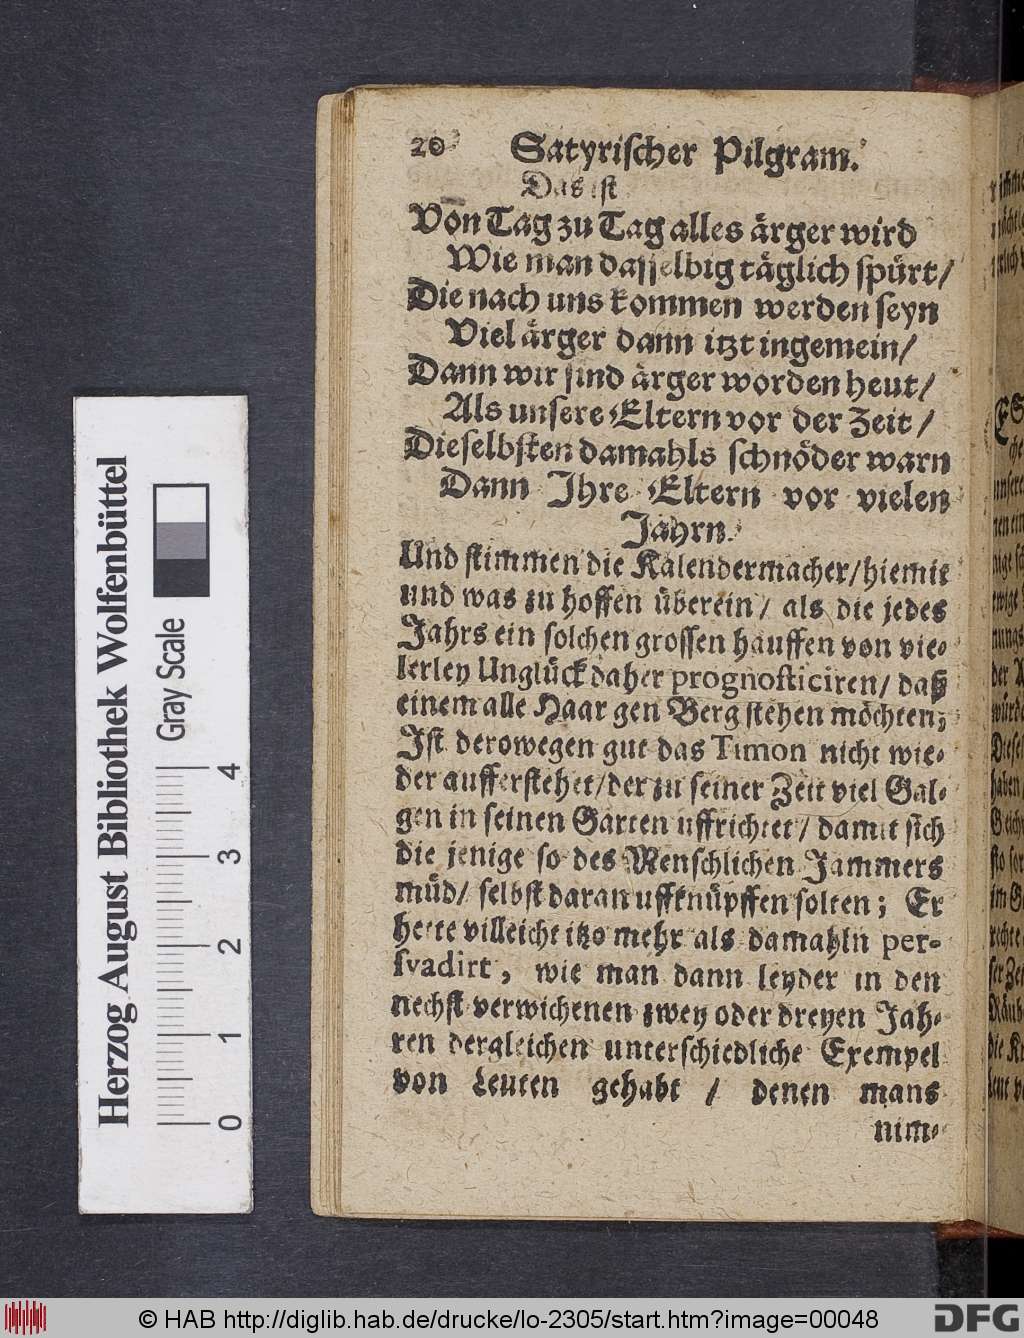 20 Satyrischer Pilgram.
Das ist
Von Tag zu Tag alles ärger wird
Wie man dasselbig täglich spürt/
Die nach uns kommen werden seyn
Viel ärger dann itzt ingemein/
Dann wir sind ärger worden heut/
Als unsere Eltern vor der Zeit/
Dieselbsten damahls schnöder warn
Dann Ihre Eltern vor vielen
Jahrn.
Und stimmen die Kalendermacher/hiemit
und was zu hoffen überein/ als die jedes
Jahrs ein solchen grossen hauffen von vie-
lerley Unglück daher prognosticiren/ daß
einem alle Haar gen Berg stehen möchten;
Ist derowegen gut das Timon nicht wie-
der aufferstehet/der zu seiner Zeit viel Gal-
gen in seinen Garten uffrichtet/ damit sich
die jenige so des Menschlichen Jammers
müd/ selbst daran uffknüpffen solten; Er
hette villeicht itzo mehr als damahln per-
svadirt, wie man dann leyder in den
nechst verwichenen zwey oder dreyen Jah-
ren dergleichen unterschiedliche Exempel
von Leuten gehabt / denen mans
nim-
Herzog August Bibliothek Wolfenbüttel
Gray Scale
0 1 2 3 4
© HAB http://diglib.hab.de/drucke/lo-2305/start.htm?image=00048
DFG